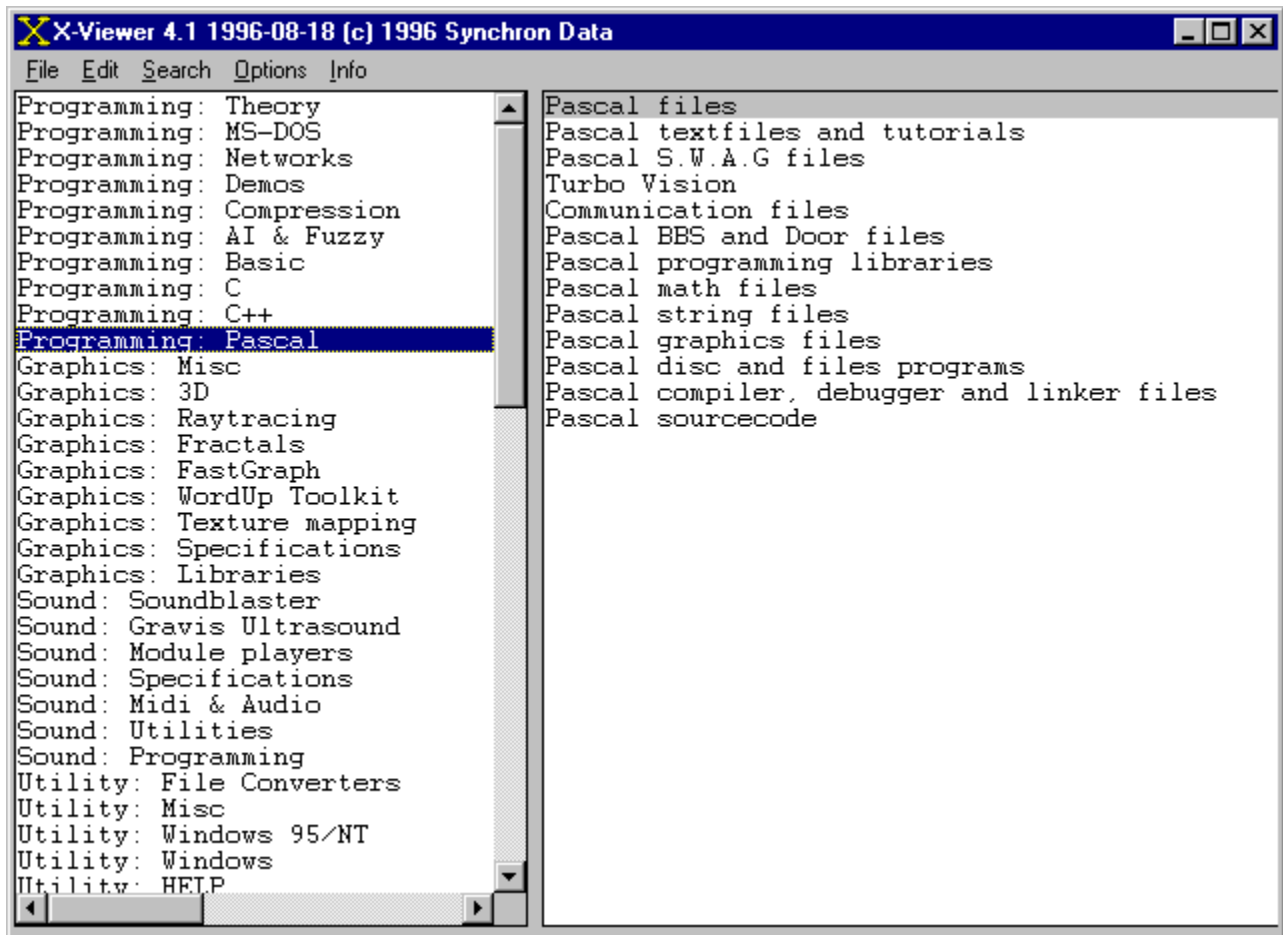 X-Viewer 4.1 1996-08-18 (c) 1996 Synchron Data
File Edit Search Options Info
Programming: Theory
Programming: MS-DOS
Programming: Networks
Programming: Demos
Programming: Compression
Programming: AI & Fuzzy
Programming: Basic
Programming: C
Programming: C++
Programming: Pascal
Graphics: Misc
Graphics: 3D
Graphics: Raytracing
Graphics: Fractals
Graphics: FastGraph
Graphics: WordUp Toolkit
Graphics: Texture mapping
Graphics: Specifications
Graphics: Libraries
Sound: Soundblaster
Sound: Gravis Ultrasound
Sound: Module players
Sound: Specifications
Sound: Midi & Audio
Sound: Utilities
Sound: Programming
Utility: File Converters
Utility: Misc
Utility: Windows 95/NT
Utility: Windows
Utility: HELP
Pascal files
Pascal textfiles and tutorials
Pascal S.W.A.G files
Turbo Vision
Communication files
Pascal BBS and Door files
Pascal programming libraries
Pascal math files
Pascal string files
Pascal graphics files
Pascal disc and files programs
Pascal compiler, debugger and linker files
Pascal sourcecode